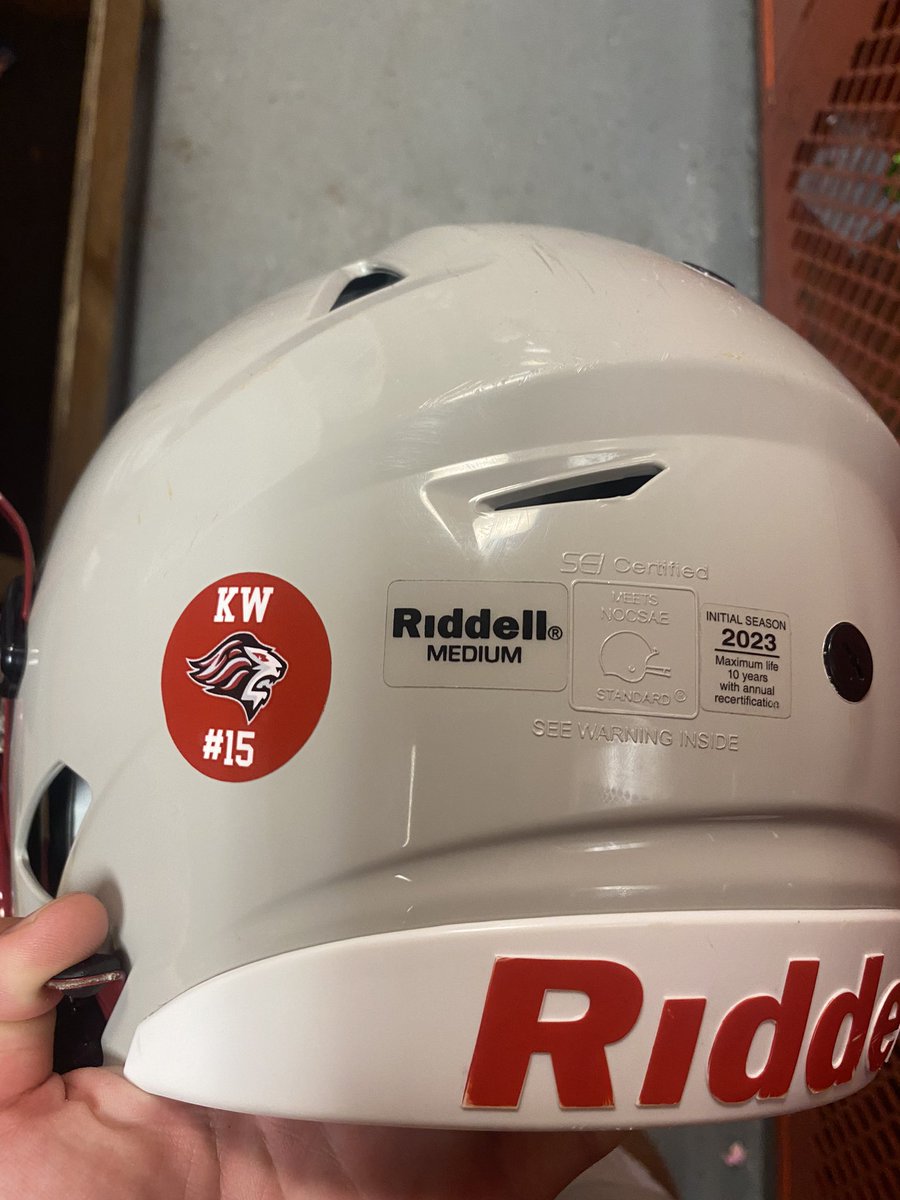 KW
#15
Riddell®
MEDIUM
SEI Certified
MEETS
NOCSAE
STANDARD©
SEE WARNING INSIDE
INITIAL SEASON
2023
Maximum life
10 years
with annual
recertification
Ridde